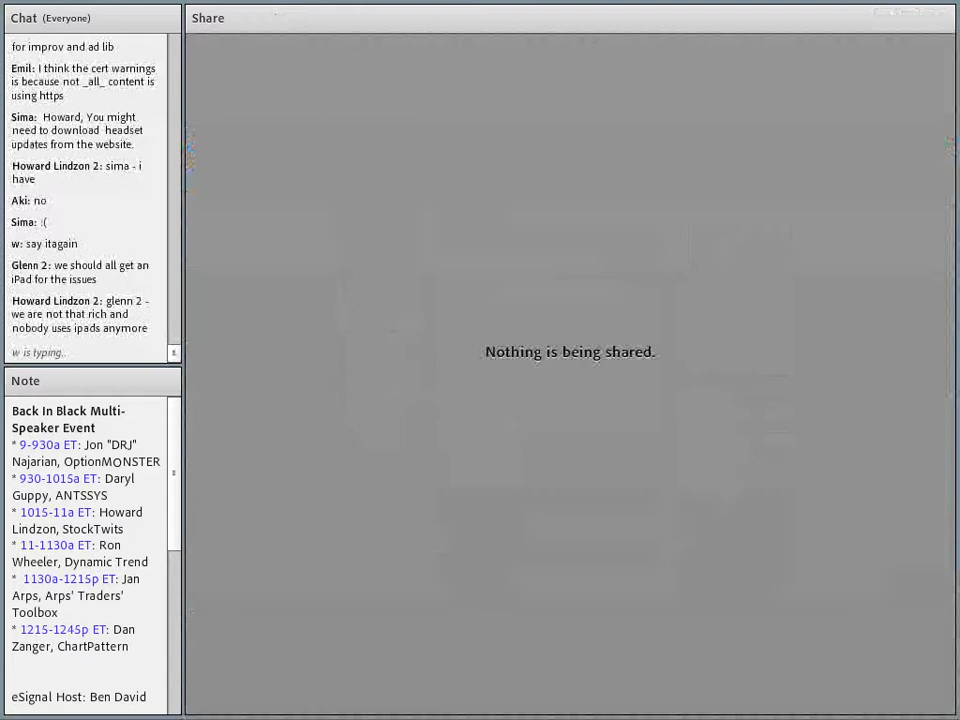 Chat (Everyone)
for improv and ad lib
Emil: I think the cert warnings
is because not _all_ content is
using https
Sima: Howard, You might
need to download headset
updates from the website.
Howard Lindzon 2: sima - i
have
Aki: no
Sima: :(
w: say itagain
Glenn 2: we should all get an
iPad for the issues
Howard Lindzon 2: glenn 2 -
we are not that rich and
nobody uses ipads anymore
w is typing..
Note
Back In Black Multi-
Speaker Event
* 9-930a ET: Jon "DRJ"
Najarian, OptionMONSTER
* 930-1015a ET: Daryl
Guppy, ANTSSYS
* 1015-11a ET: Howard
Lindzon, StockTwits
* 11-1130a ET: Ron
Wheeler, Dynamic Trend
* 1130a-1215p ET: Jan
Arps, Arps' Traders'
Toolbox
* 1215-1245p ET: Dan
Zanger, ChartPattern
eSignal Host: Ben David
Share
Nothing is being shared.